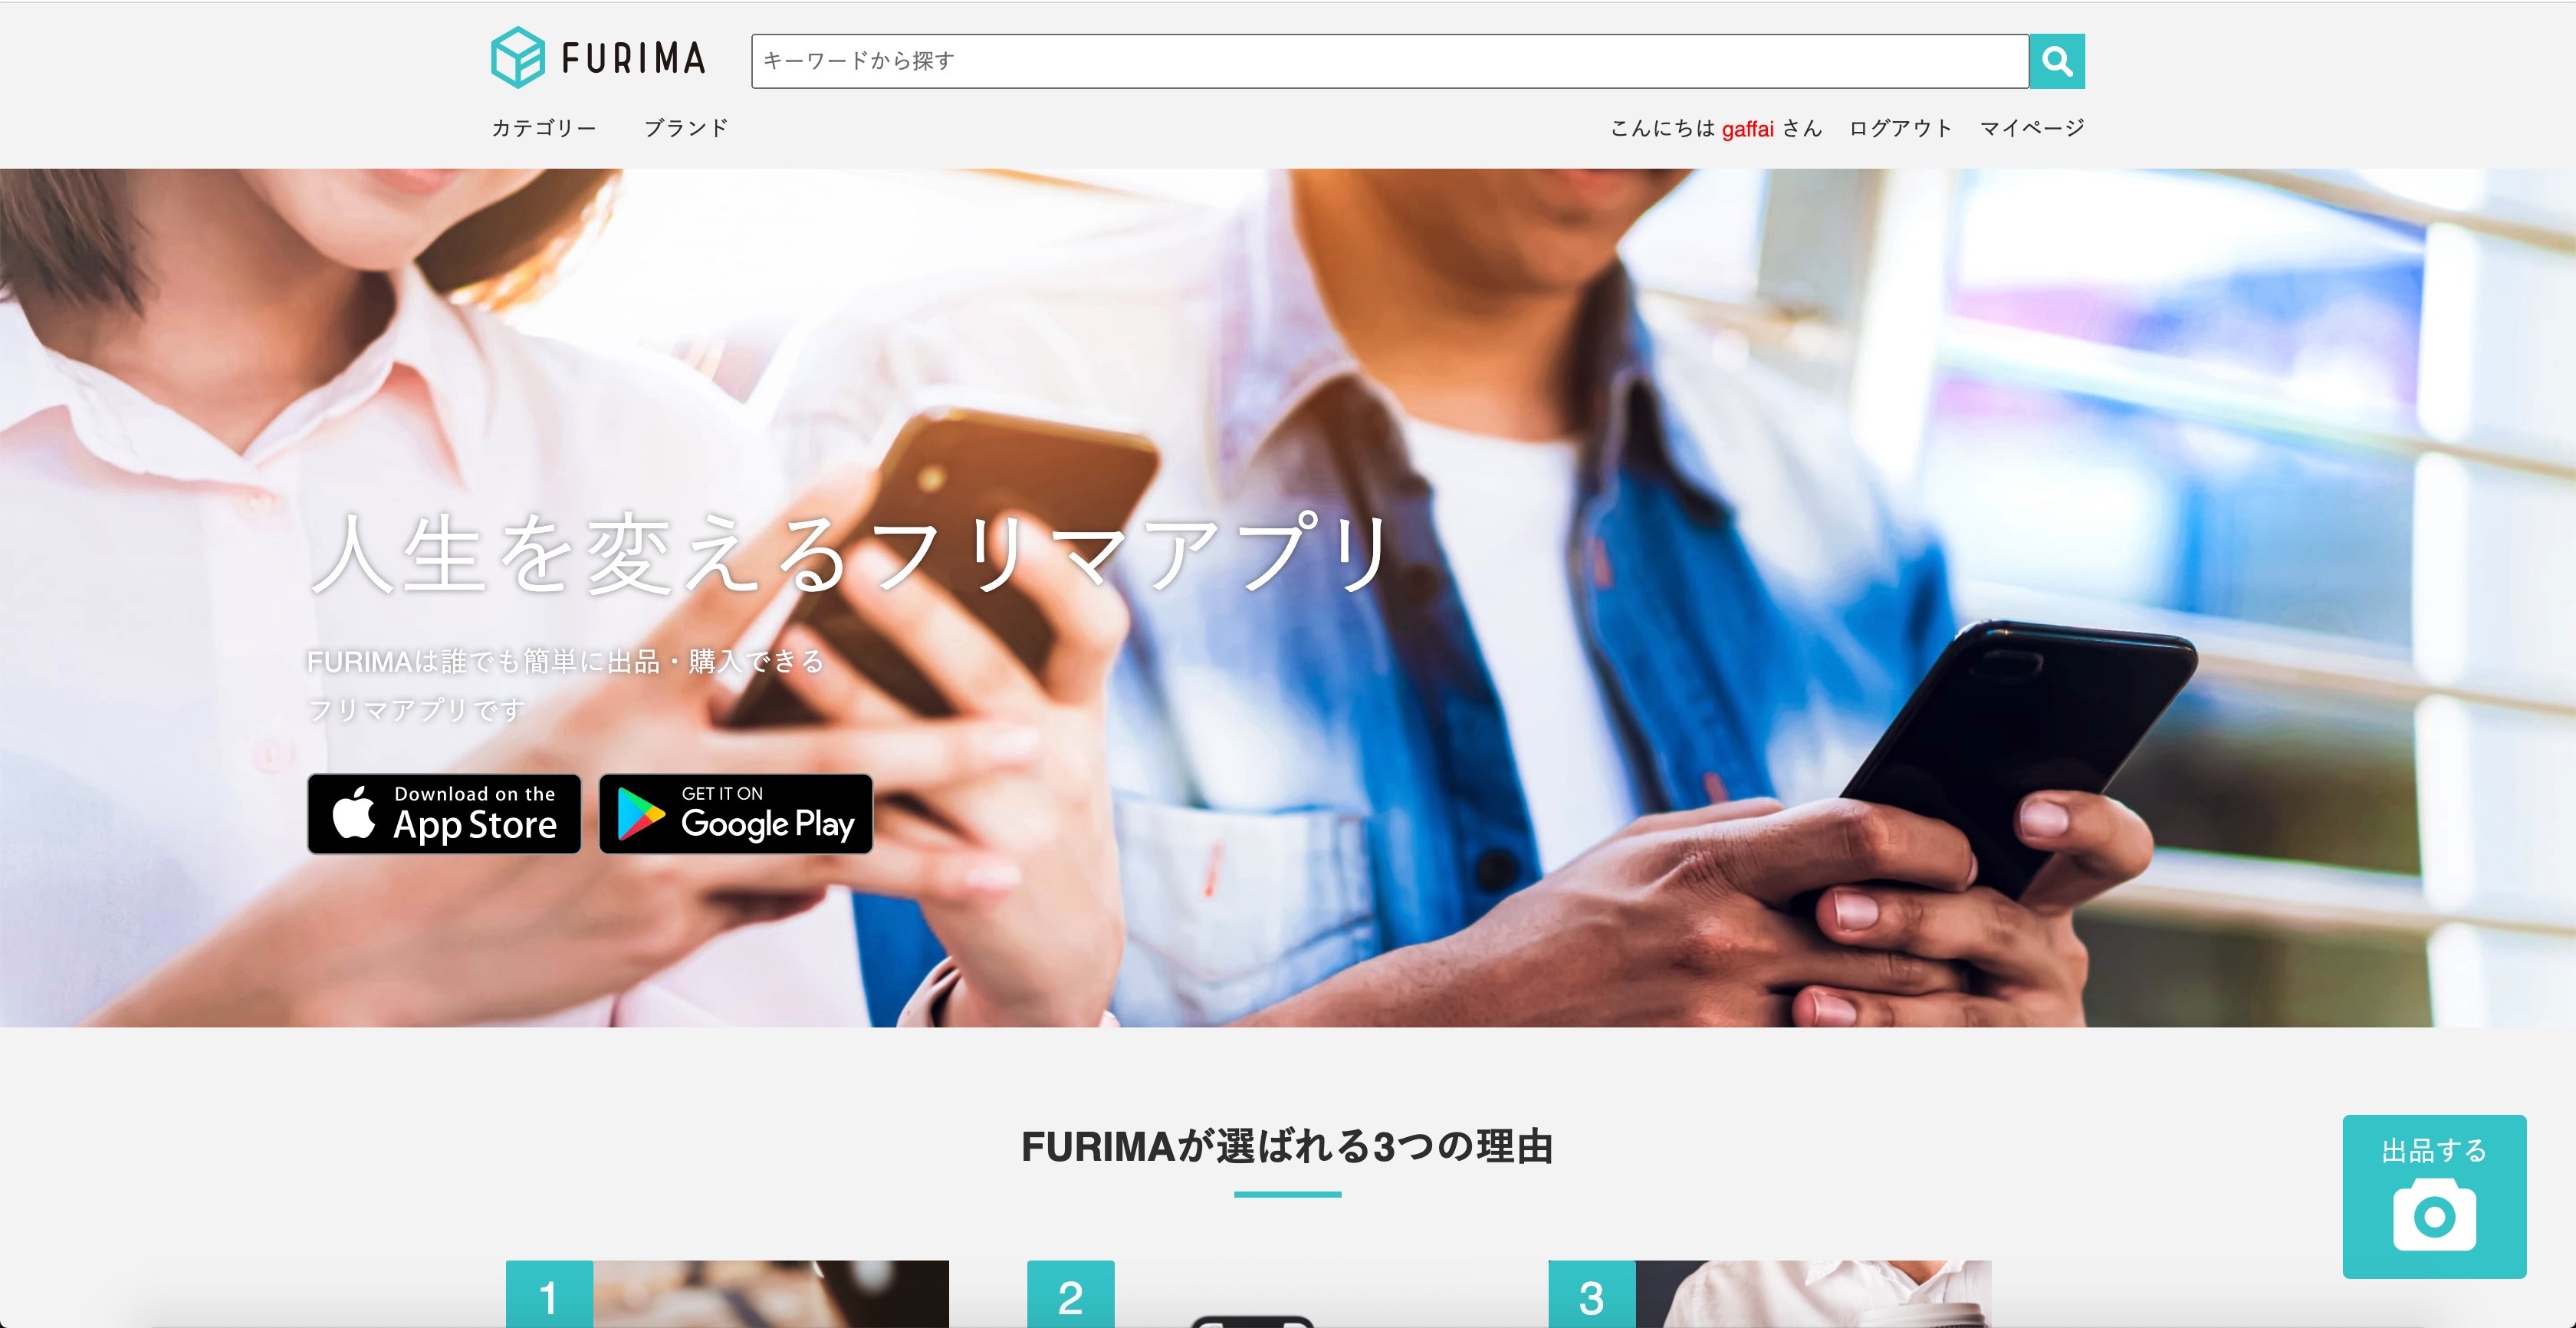 FURIMA
キーワードから探す
カテゴリー ブランド
こんにちは gaffai さん ログアウト マイページ
人生を変えるフリマアプリ
FURIMAは誰でも簡単に出品・購入できる
フリマアプリです
Download on the
App Store
GET IT ON
Google Play
FURIMAが選ばれる3つの理由
出品する
1
2
3